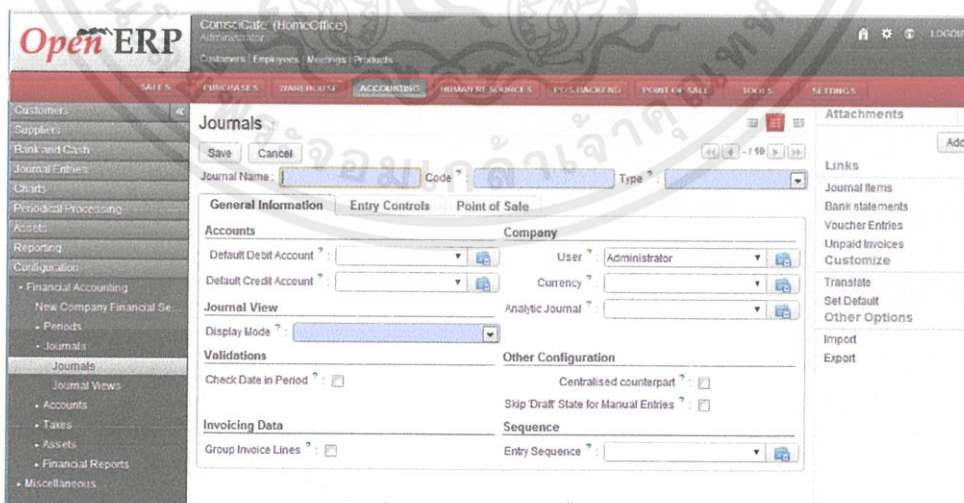 OpenERP
ComsciCafe' (HomeOffice)
Administrator
Customers | Employees | Meetings | Products
LOGOUT
SALES PURCHASES WAREHOUSE ACCOUNTING HUMAN RESOURCES POS BACKEND POINT OF SALE TOOLS SETTINGS
Customers
Suppliers
Bank and Cash
Journal Entries
Charts
Periodical Processing
Assets
Reporting
Configuration
Financial Accounting
New Company Financial Se...
Periods
Journals
Journals
Journal Views
Accounts
Taxes
Assets
Financial Reports
Miscellaneous
Journals
Save Cancel
- / 10
Journal Name : Code ? : Type ? :
General Information Entry Controls Point of Sale
Accounts
Default Debit Account ? :
Default Credit Account ? :
Journal View
Display Mode ? :
Validations
Check Date in Period ? :
Invoicing Data
Group Invoice Lines ? :
Company
User ? : Administrator
Currency ? :
Analytic Journal ? :
Other Configuration
Centralised counterpart ? :
Skip 'Draft' State for Manual Entries ? :
Sequence
Entry Sequence ? :
Attachments
Add
Links
Journal Items
Bank statements
Voucher Entries
Unpaid Invoices
Customize
Translate
Set Default
Other Options
Import
Export